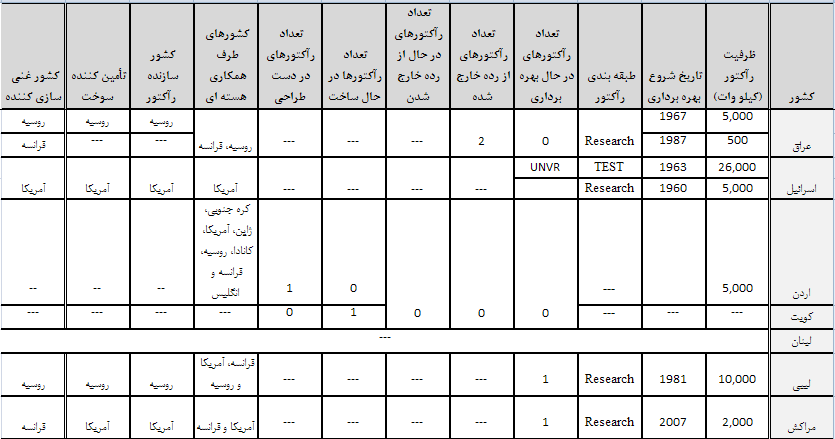 کشور
ظرفیت رآکتور (کیلو وات)
تاریخ شروع بهره برداری
طبقه بندی رآکتور
تعداد رآکتورهای در حال بهره برداری
تعداد رآکتورهای از رده خارج شده
تعداد رآکتورهای در حال از رده خارج شدن
تعداد رآکتورها در حال ساخت
تعداد رآکتورهای در دست طراحی
کشورهای طرف همکاری هسته ای
کشور سازنده رآکتور
تأمین کننده سوخت
کشور غنی سازی کننده
5,000 1967 روسیه روسیه روسیه
عراق 500 1987 Research 0 2 --- --- --- روسیه، فرانسه --- --- فرانسه
26,000 1963 TEST UNVR
اسرائیل 5,000 1960 Research --- --- --- --- آمریکا آمریکا آمریکا آمریکا
کره جنوبی،
ژاپن، آمریکا،
کانادا، روسیه،
فرانسه و
انگلیس
اردن 5,000 --- 0 1 -- -- --
کویت --- --- --- 0 0 0 1 0 --- --- --- ---
لبنان ---
لیبی 10,000 1981 Research 1 --- --- --- --- فرانسه، آمریکا و روسیه روسیه روسیه روسیه
مراکش 2,000 2007 Research 1 --- --- --- --- آمریکا و فرانسه آمریکا آمریکا فرانسه